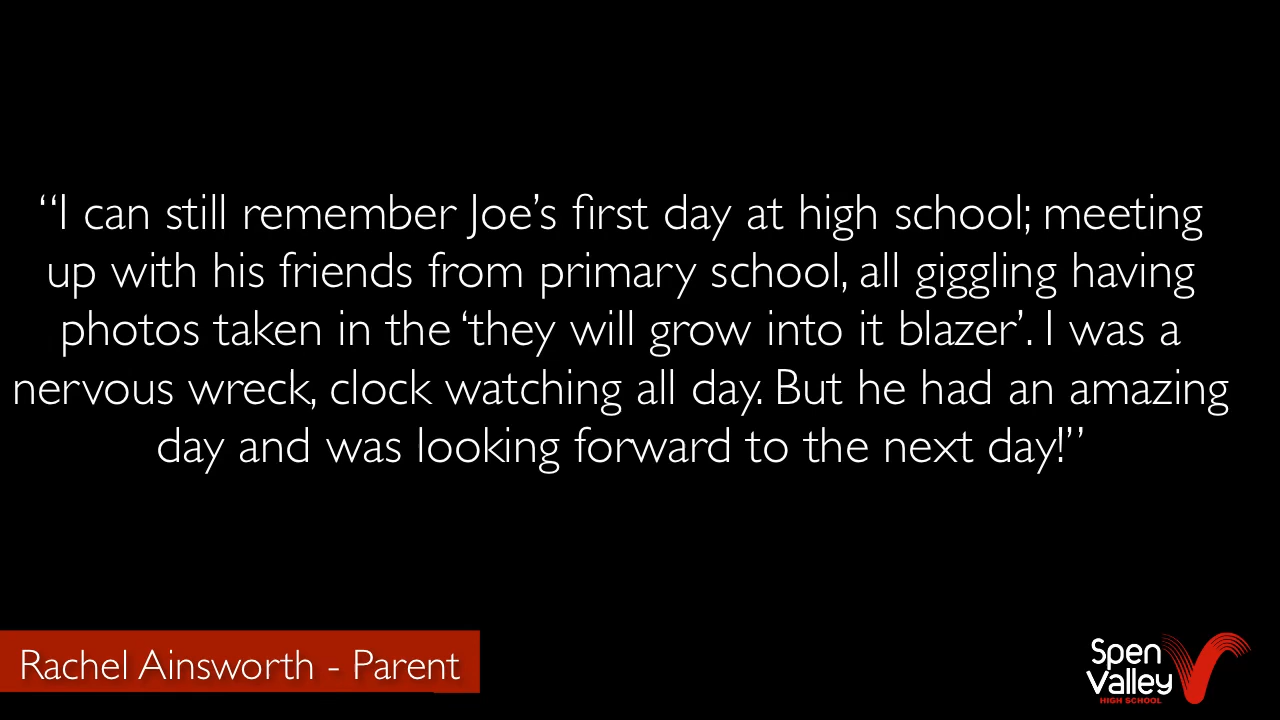 “I can still remember Joe’s first day at high school; meeting
up with his friends from primary school, all giggling having
photos taken in the ‘they will grow into it blazer’. I was a
nervous wreck, clock watching all day. But he had an amazing
day and was looking forward to the next day!”
Rachel Ainsworth - Parent
Spen
Valley
HIGH SCHOOL